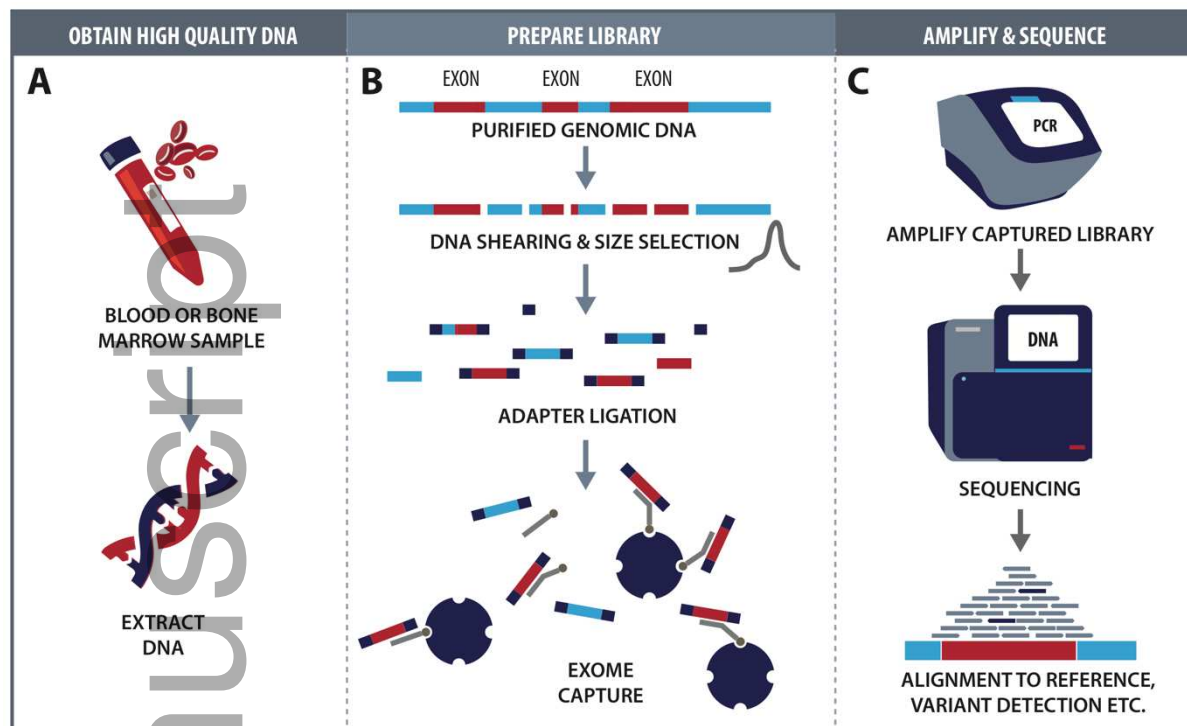 OBTAIN HIGH QUALITY DNA
PREPARE LIBRARY
AMPLIFY & SEQUENCE
A
BLOOD OR BONE
MARROW SAMPLE
EXTRACT
DNA
B
EXON
EXON
EXON
PURIFIED GENOMIC DNA
DNA SHEARING & SIZE SELECTION
ADAPTER LIGATION
EXOME
CAPTURE
C
PCR
AMPLIFY CAPTURED LIBRARY
DNA
SEQUENCING
ALIGNMENT TO REFERENCE,
VARIANT DETECTION ETC.
nuscript